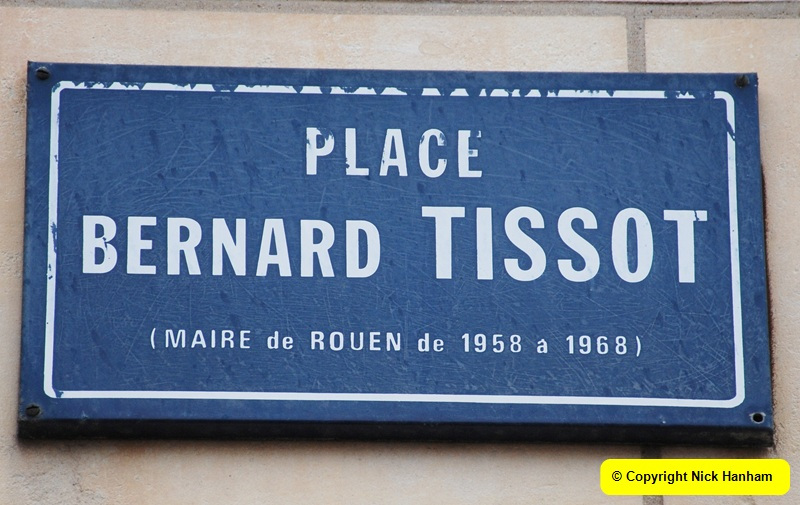 PLACE
BERNARD TISSOT
(MAIRE de ROUEN de 1958 à 1968)
© Copyright Nick Hanham